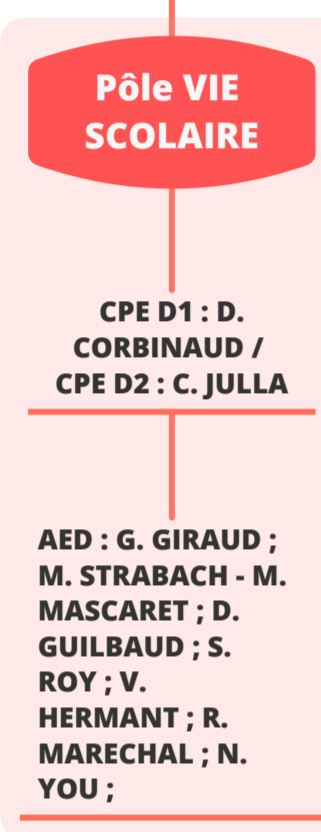 Pôle VIE
SCOLAIRE
CPE D1 : D.
CORBINAUD /
CPE D2 : C. JULLA
AED : G. GIRAUD ;
M. STRABACH - M.
MASCARET ; D.
GUILBAUD ; S.
ROY ; V.
HERMANT ; R.
MARECHAL ; N.
YOU ;